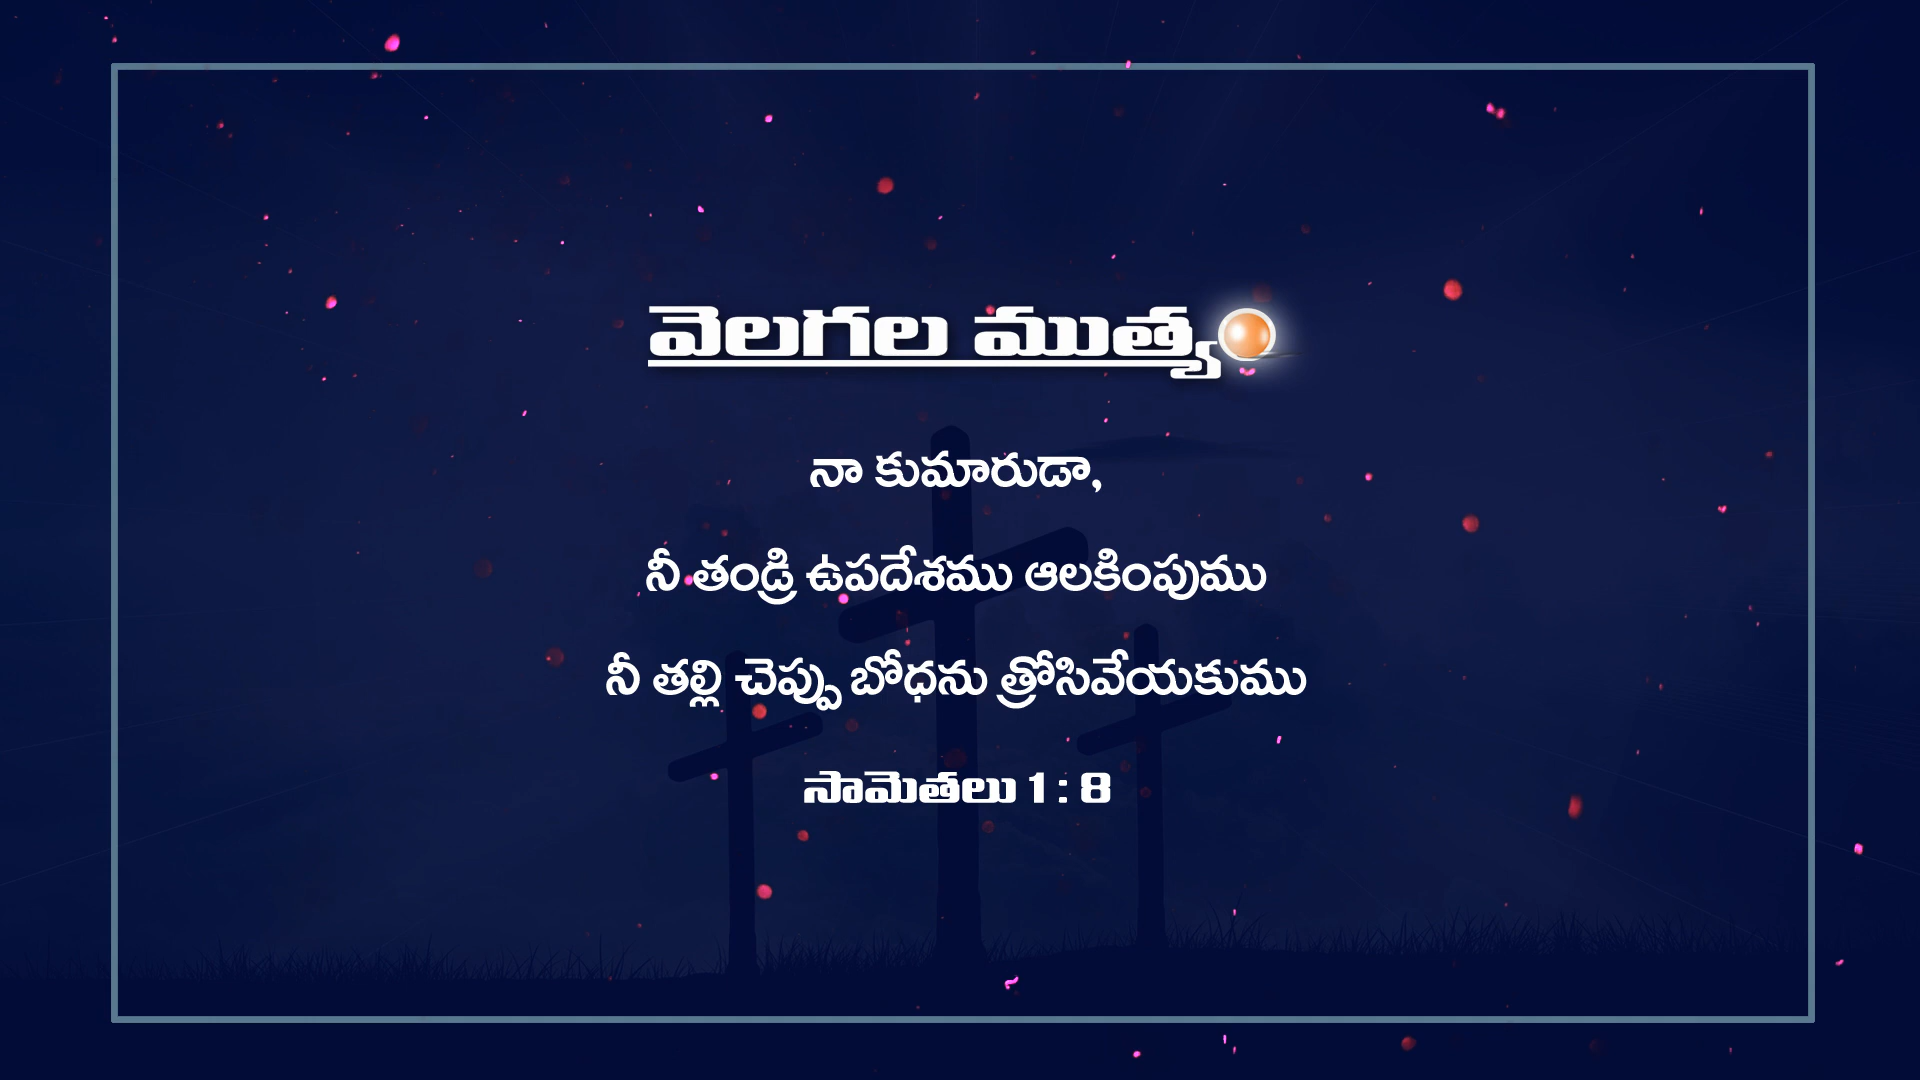 వెలగల ముత్యం
నా కుమారుడా,
నీ తండ్రి ఉపదేశము ఆలకింపుము
నీ తల్లి చెప్పు బోధను త్రోసివేయకుము
సామెతలు 1 : 8